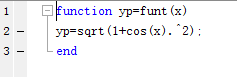 1 function yp=funt(x)
2 - yp=sqrt(1+cos(x).^2);
3 - end